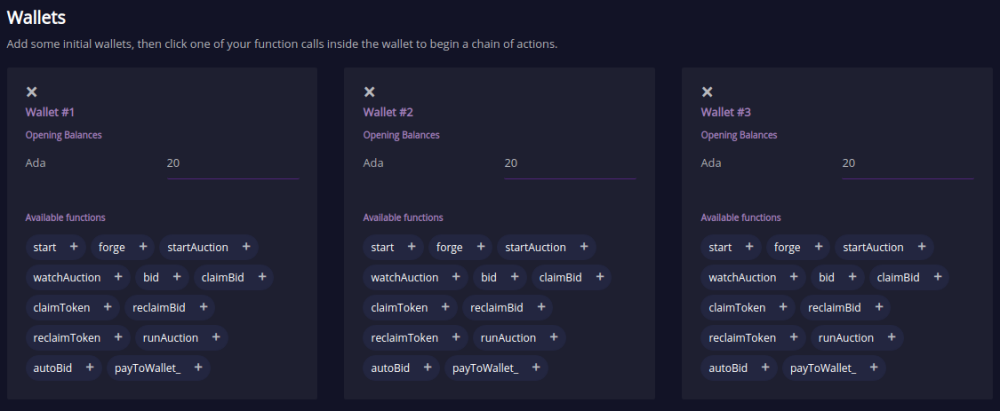 Wallets
Add some initial wallets, then click one of your function calls inside the wallet to begin a chain of actions.
×
Wallet #1
Opening Balances
Ada 20
Available functions
start + forge + startAuction +
watchAuction + bid + claimBid +
claimToken + reclaimBid +
reclaimToken + runAuction +
autoBid + payToWallet_ +
×
Wallet #2
Opening Balances
Ada 20
Available functions
start + forge + startAuction +
watchAuction + bid + claimBid +
claimToken + reclaimBid +
reclaimToken + runAuction +
autoBid + payToWallet_ +
×
Wallet #3
Opening Balances
Ada 20
Available functions
start + forge + startAuction +
watchAuction + bid + claimBid +
claimToken + reclaimBid +
reclaimToken + runAuction +
autoBid + payToWallet_ +